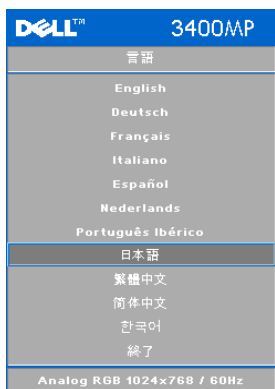 DELL™ 3400MP
言語
English
Deutsch
Français
Italiano
Español
Nederlands
Português Ibérico
日本語
繁體中文
简体中文
한국어
終了
Analog RGB 1024x768 / 60Hz